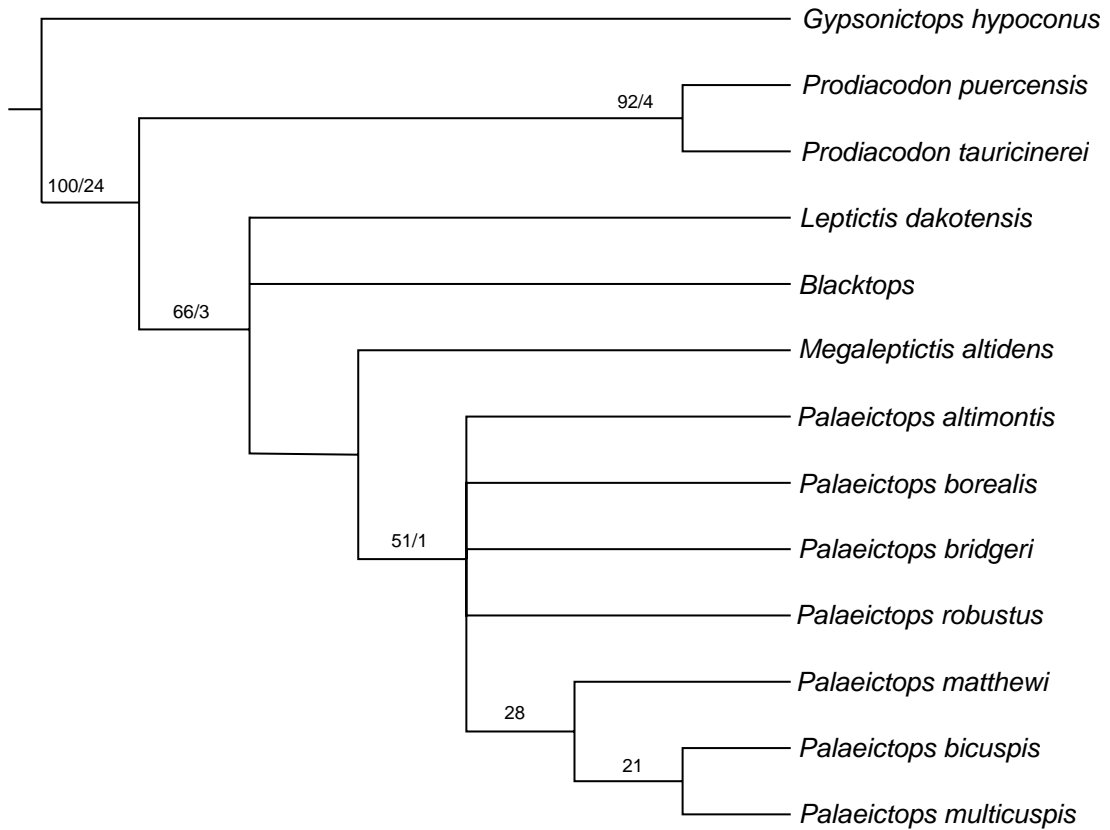 Gypsonictops hypoconus
Prodiacodon puercensis
92/4
Prodiacodon tauricinerei
100/24
Leptictis dakotensis
Blacktops
66/3
Megaleptictis altidens
Palaeictops altimontis
Palaeictops borealis
51/1
Palaeictops bridgeri
Palaeictops robustus
Palaeictops matthewi
28
Palaeictops bicuspis
21
Palaeictops multicuspis